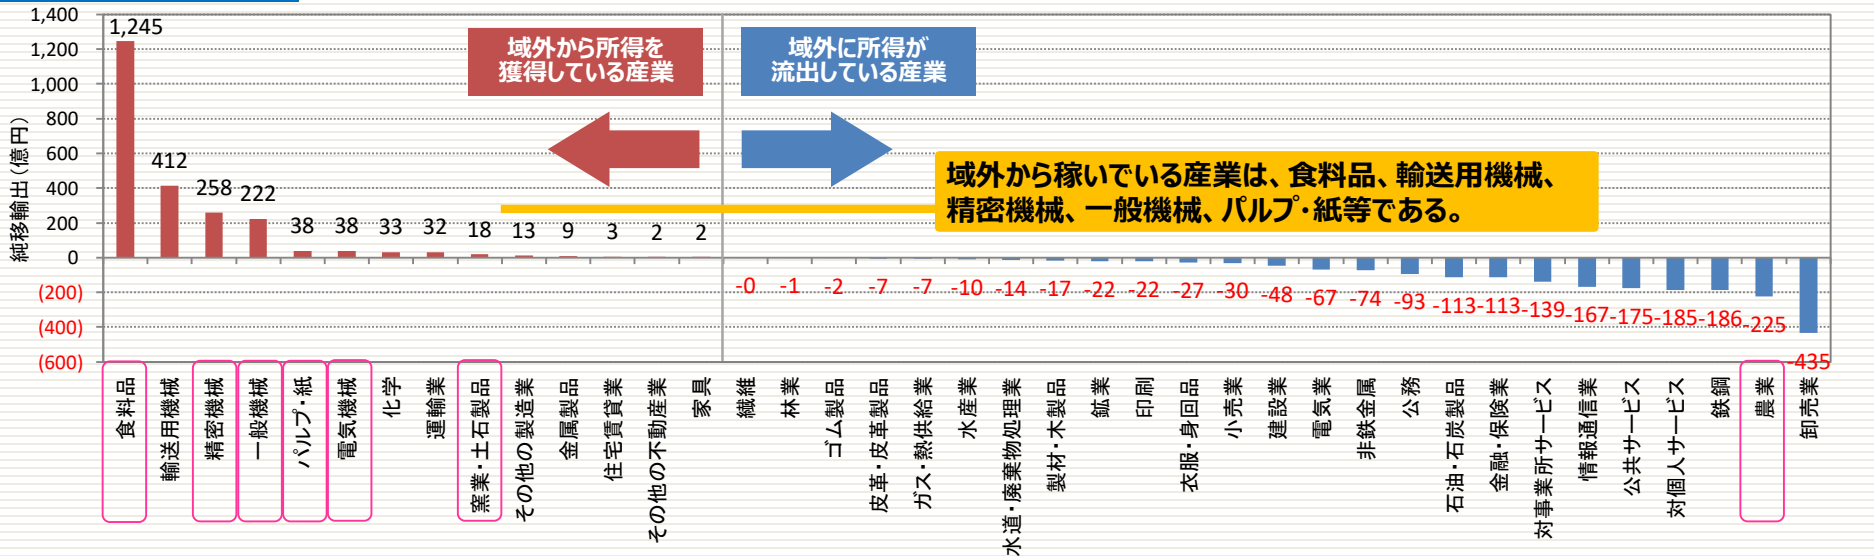 1,400
1,200
1,000
800
600
400
200
0
(200)
(400)
(600)
純移輸出（億円）
域外から所得を
獲得している産業
域外に所得が
流出している産業
域外から稼いでいる産業は、食料品、輸送用機械、
精密機械、一般機械、パルプ・紙等である。
1,245
412
258
222
38
38
33
32
18
13
9
3
2
2
-0
-1
-2
-7
-7
-10
-14
-17
-22
-22
-27
-30
-48
-67
-74
-93
-113
-113
-139
-167
-175
-185
-186
-225
-435
食料品
輸送用機械
精密機械
一般機械
パルプ・紙
電気機械
化学
運輸業
窯業・土石製品
その他の製造業
金属製品
住宅賃貸業
その他の不動産業
家具
繊維
林業
ゴム製品
皮革・皮革製品
ガス・熱供給業
水産業
水道・廃棄物処理業
製材・木製品
鉱業
印刷
衣服・身回品
小売業
建設業
電気業
非鉄金属
公務
石油・石炭製品
金融・保険業
対事業所サービス
情報通信業
公共サービス
対個人サービス
鉄鋼
農業
卸売業